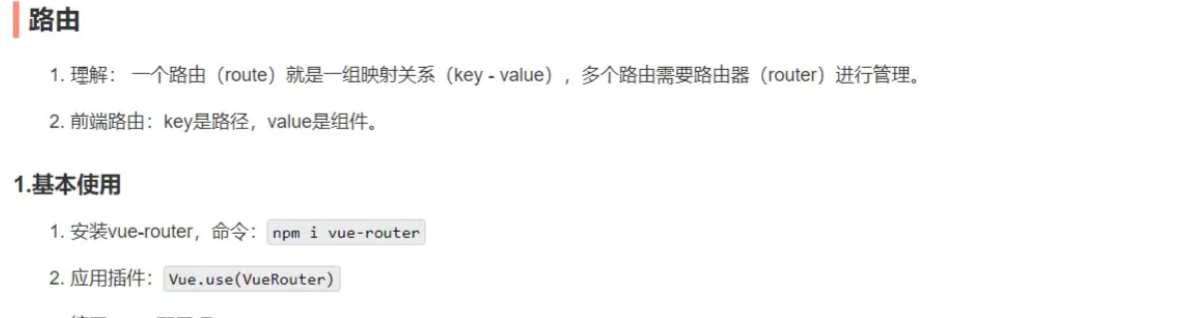 路由
1. 理解： 一个路由（route）就是一组映射关系（key - value），多个路由需要路由器（router）进行管理。
2. 前端路由：key是路径，value是组件。
1.基本使用
1. 安装vue-router，命令：npm i vue-router
2. 应用插件：Vue.use(VueRouter)